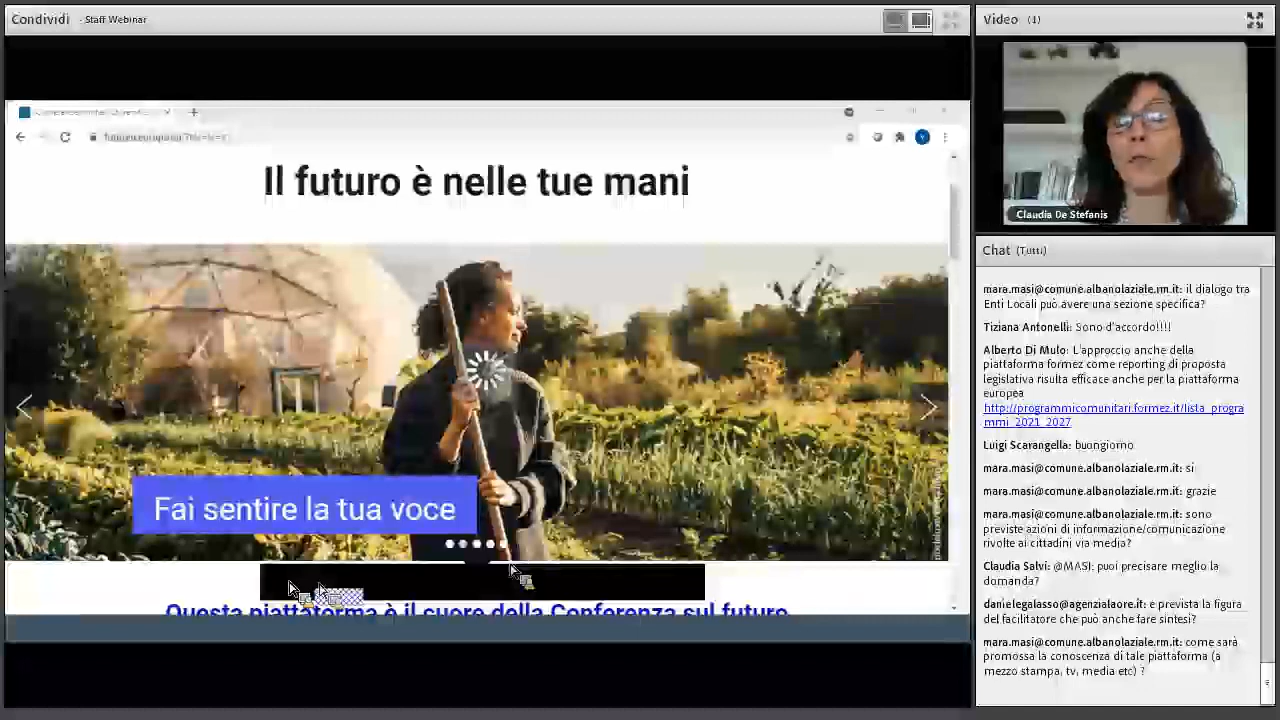 Condividi - Staff Webinar
Il futuro è nelle tue mani
Fai sentire la tua voce
Questa piattaforma è il cuore della Conferenza sul futuro
Video (1)
Claudia De Stefanis
Chat (Tutti)
mara.masi@comune.albanolaziale.rm.it: il dialogo tra
Enti Locali può avere una sezione specifica?
Tiziana Antonelli: Sono d'accordo!!!!
Alberto Di Mulo: L'approccio anche della
piattaforma formez come reporting di proposta
legislativa risulta efficace anche per la piattaforma
europea
http://programmicomunitari.formez.it/lista_progra
mmi_2021_2027
Luigi Scarangella: buongiorno
mara.masi@comune.albanolaziale.rm.it: si
mara.masi@comune.albanolaziale.rm.it: grazie
mara.masi@comune.albanolaziale.rm.it: sono
previste azioni di informazione/comunicazione
rivolte ai cittadini via media?
Claudia Salvi: @MASI: puoi precisare meglio la
domanda?
danielegalasso@agenzialaore.it: e prevista la figura
del facilitatore che può anche fare sintesi?
mara.masi@comune.albanolaziale.rm.it: come sarà
promossa la conoscenza di tale piattaforma (a
mezzo stampa, tv, media etc) ?